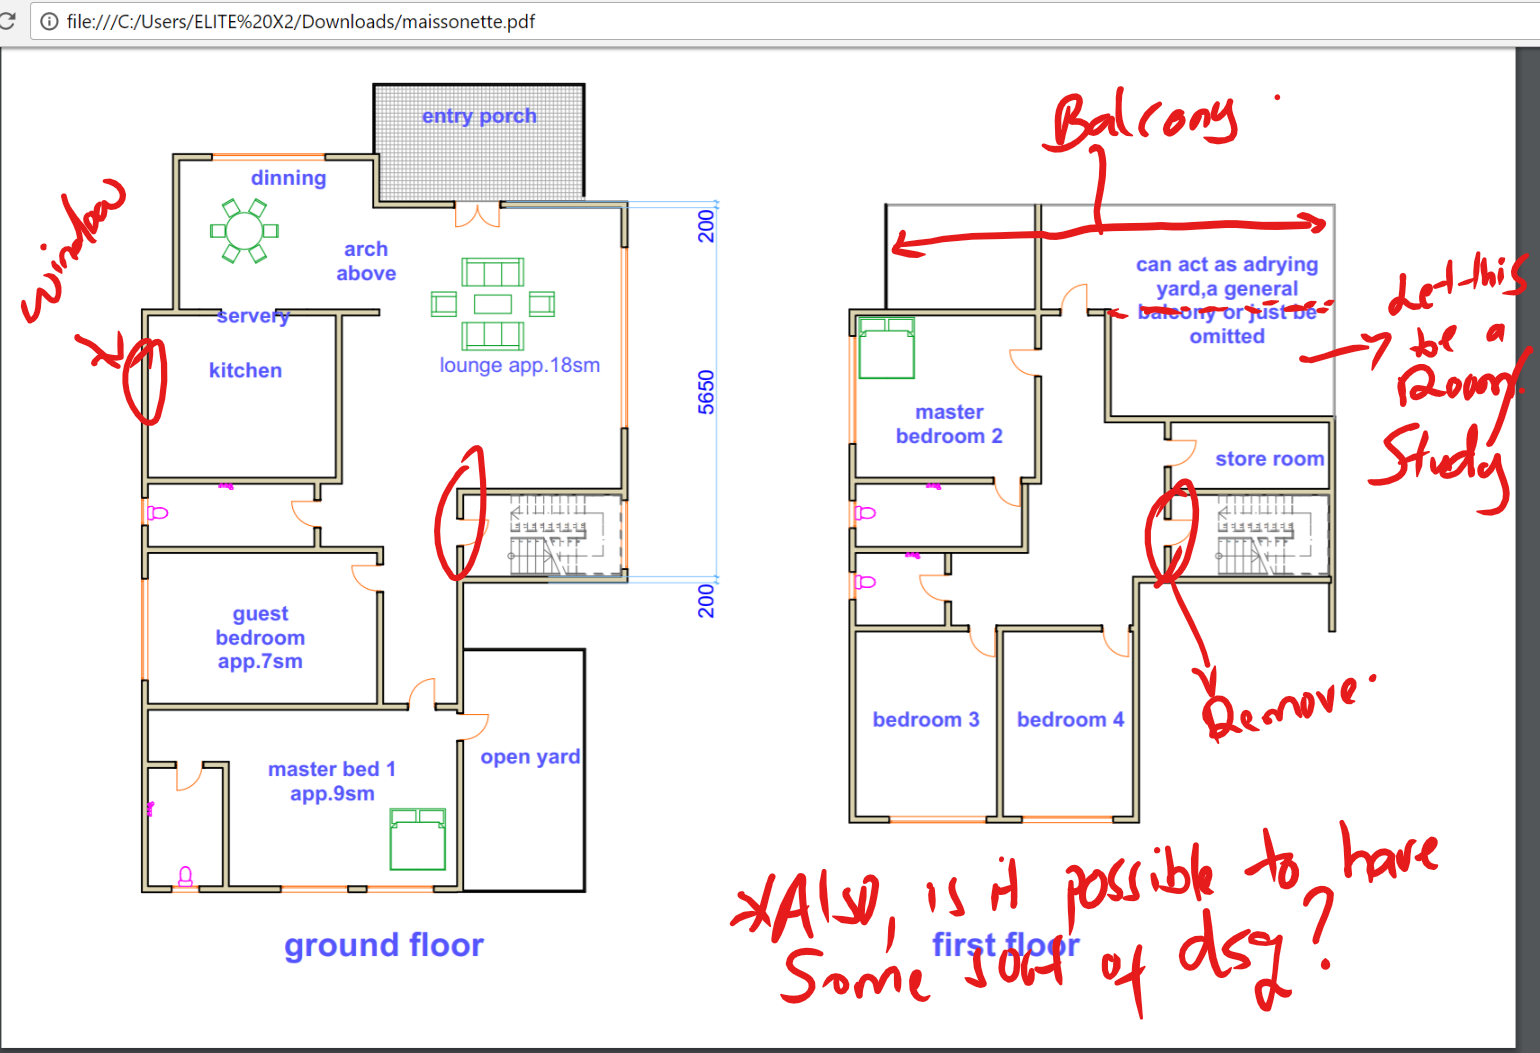 file:///C:/Users/ELITE%20X2/Downloads/maissonette.pdf
entry porch
dinning
arch
above
servery
kitchen
lounge app.18sm
200
5650
200
guest
bedroom
app.7sm
master bed 1
app.9sm
open yard
ground floor
window
Balcony
can act as adrying
yard,a general
balcony or just be
omitted
Let this
be a
Room.
Study
master
bedroom 2
store room
bedroom 3
bedroom 4
Remove.
first floor
*Also, is it possible to have
Some sort of dsg?